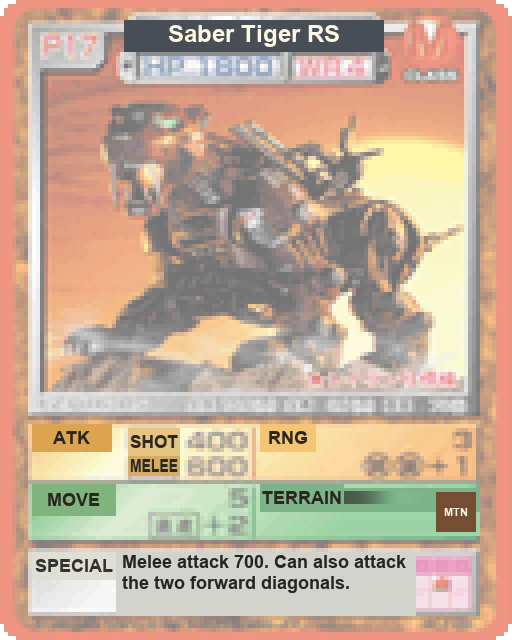 Saber Tiger RS
P17
HP 1800
M
CLASS
ATK
SHOT 400
MELEE 600
RNG 3
+1
MOVE 5
+2
TERRAIN
MTN
SPECIAL
Melee attack 700. Can also attack
the two forward diagonals.